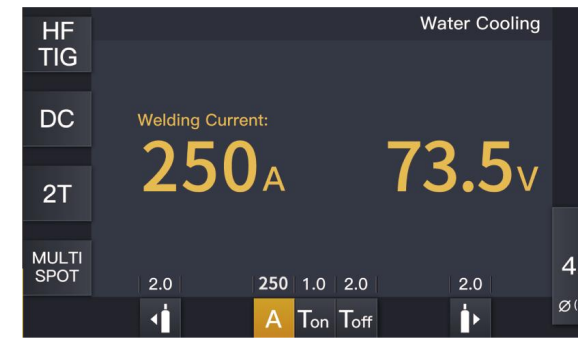 HF
TIG
Water Cooling
DC
Welding Current:
250A
73.5V
2T
MULTI
SPOT
2.0
250
1.0
2.0
2.0
4
A
Ton
Toff